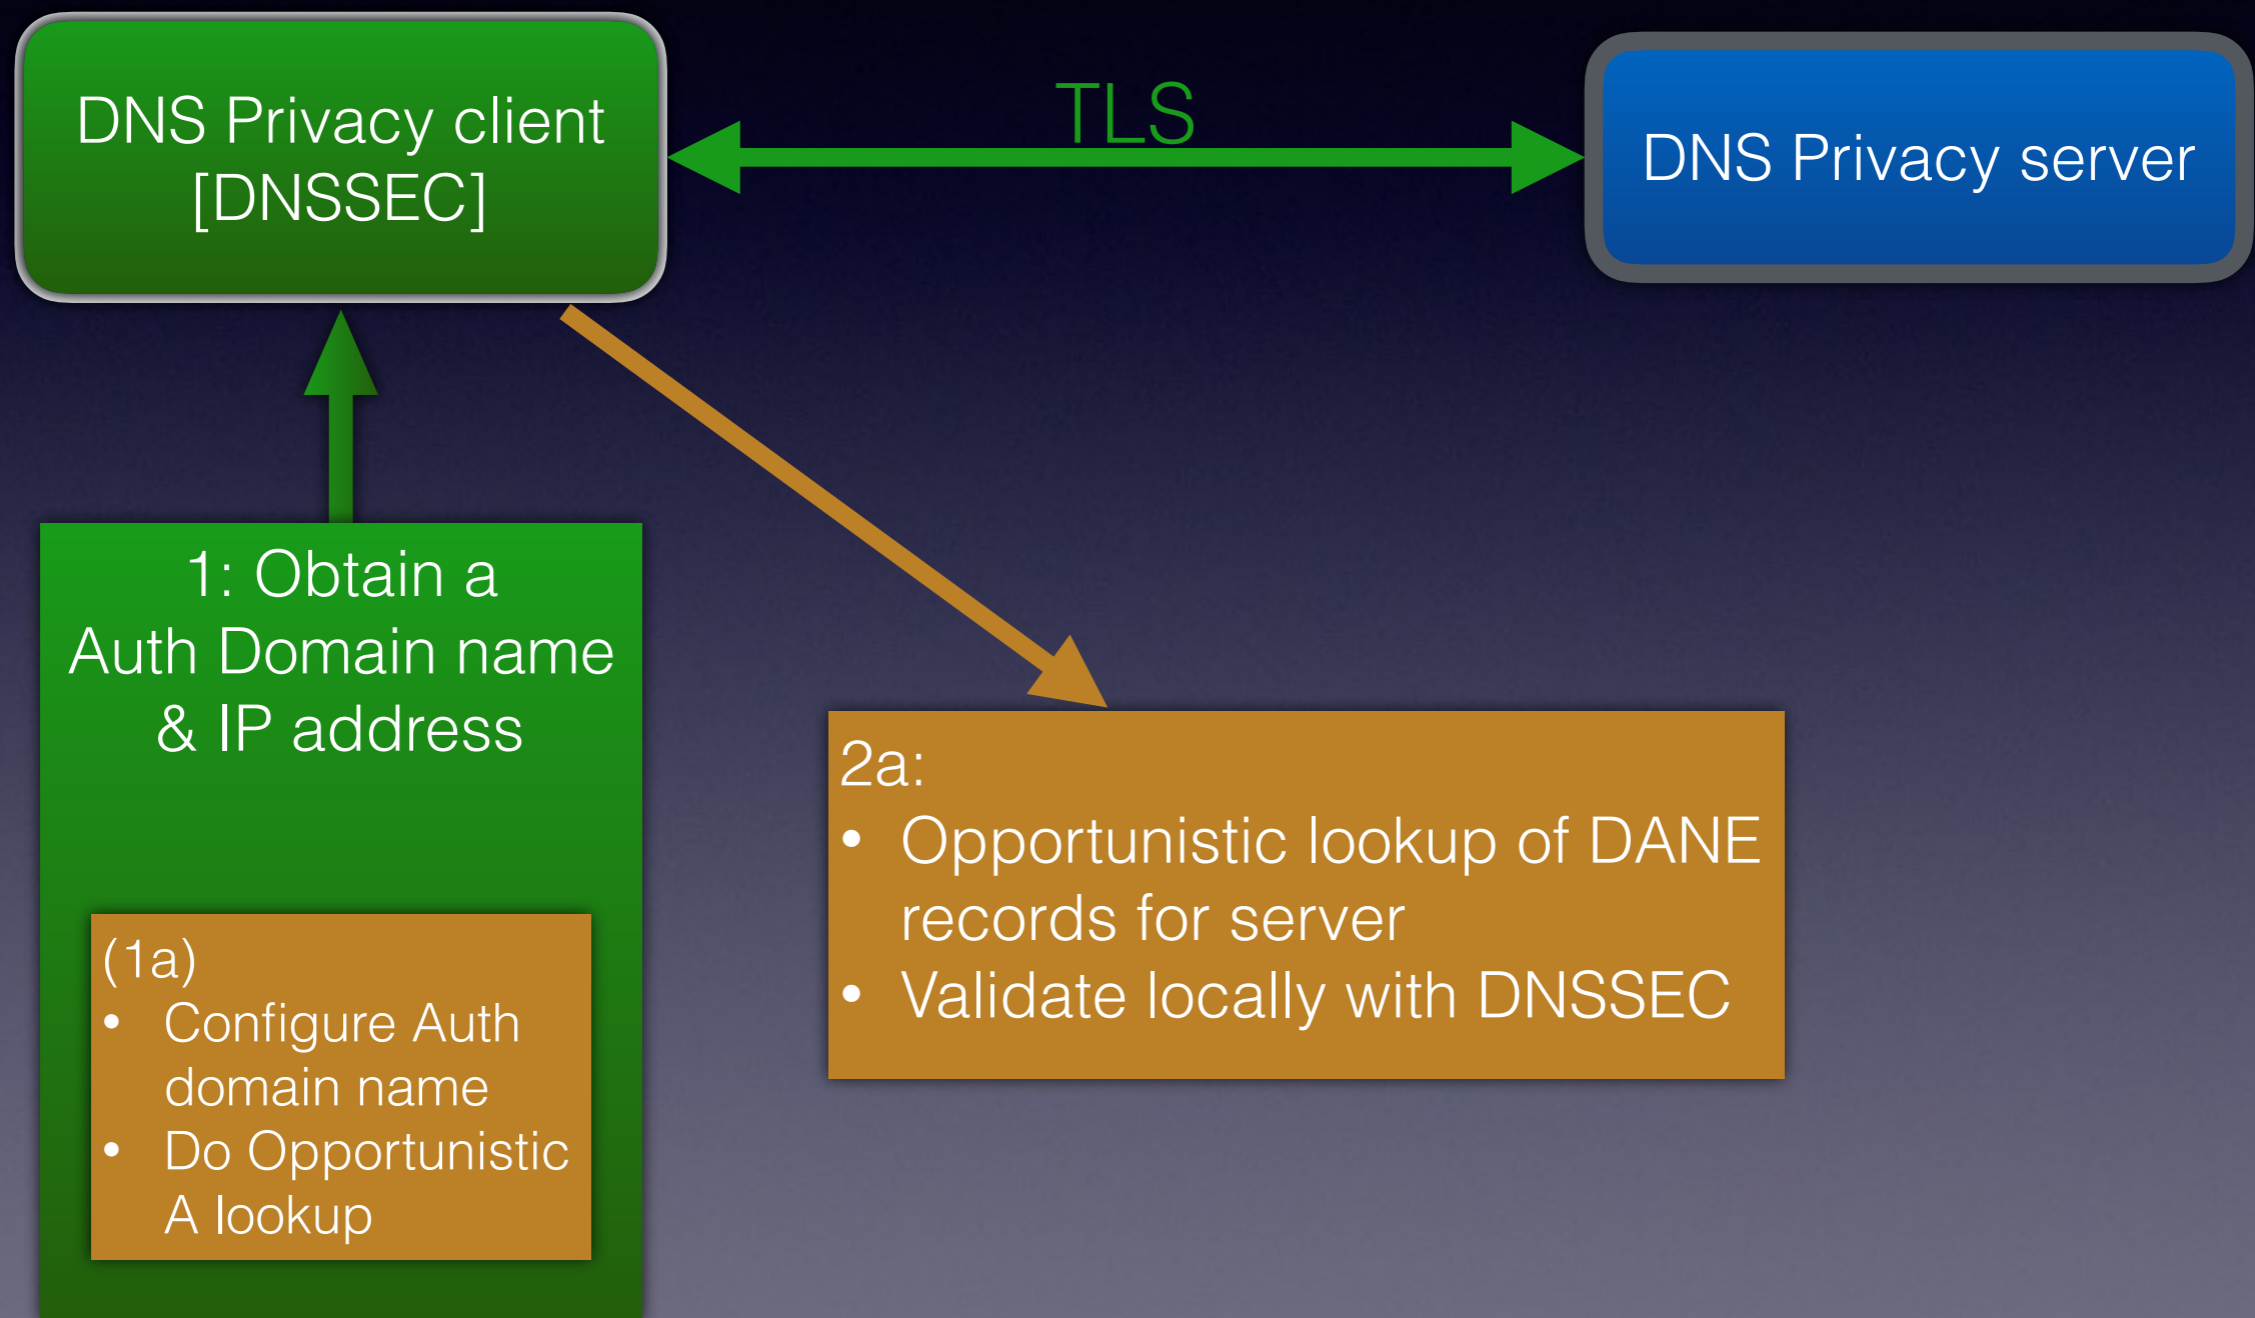 DNS Privacy client
[DNSSEC]
TLS
DNS Privacy server
1: Obtain a
Auth Domain name
& IP address
(1a)
• Configure Auth
domain name
• Do Opportunistic
A lookup
2a:
• Opportunistic lookup of DANE
records for server
• Validate locally with DNSSEC